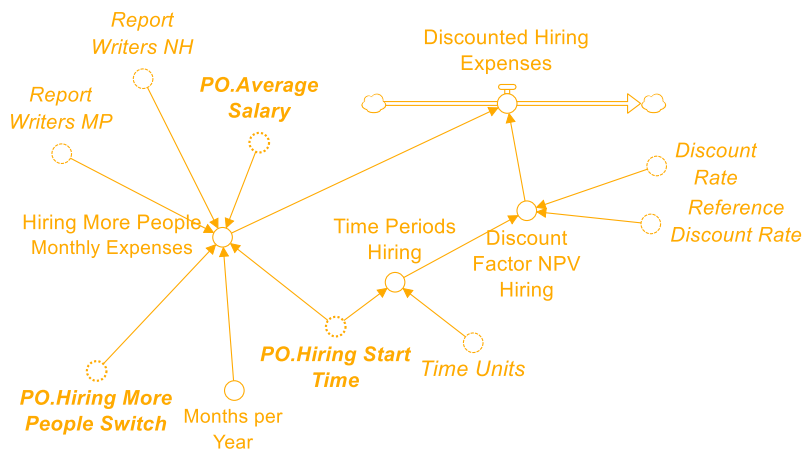 Report
Writers NH
Discounted Hiring
Expenses
PO.Average
Salary
Report
Writers MP
Discount
Rate
Reference
Discount Rate
Hiring More People
Monthly Expenses
Time Periods
Hiring
Discount
Factor NPV
Hiring
PO.Hiring Start
Time
Time Units
PO.Hiring More
People Switch
Months per
Year